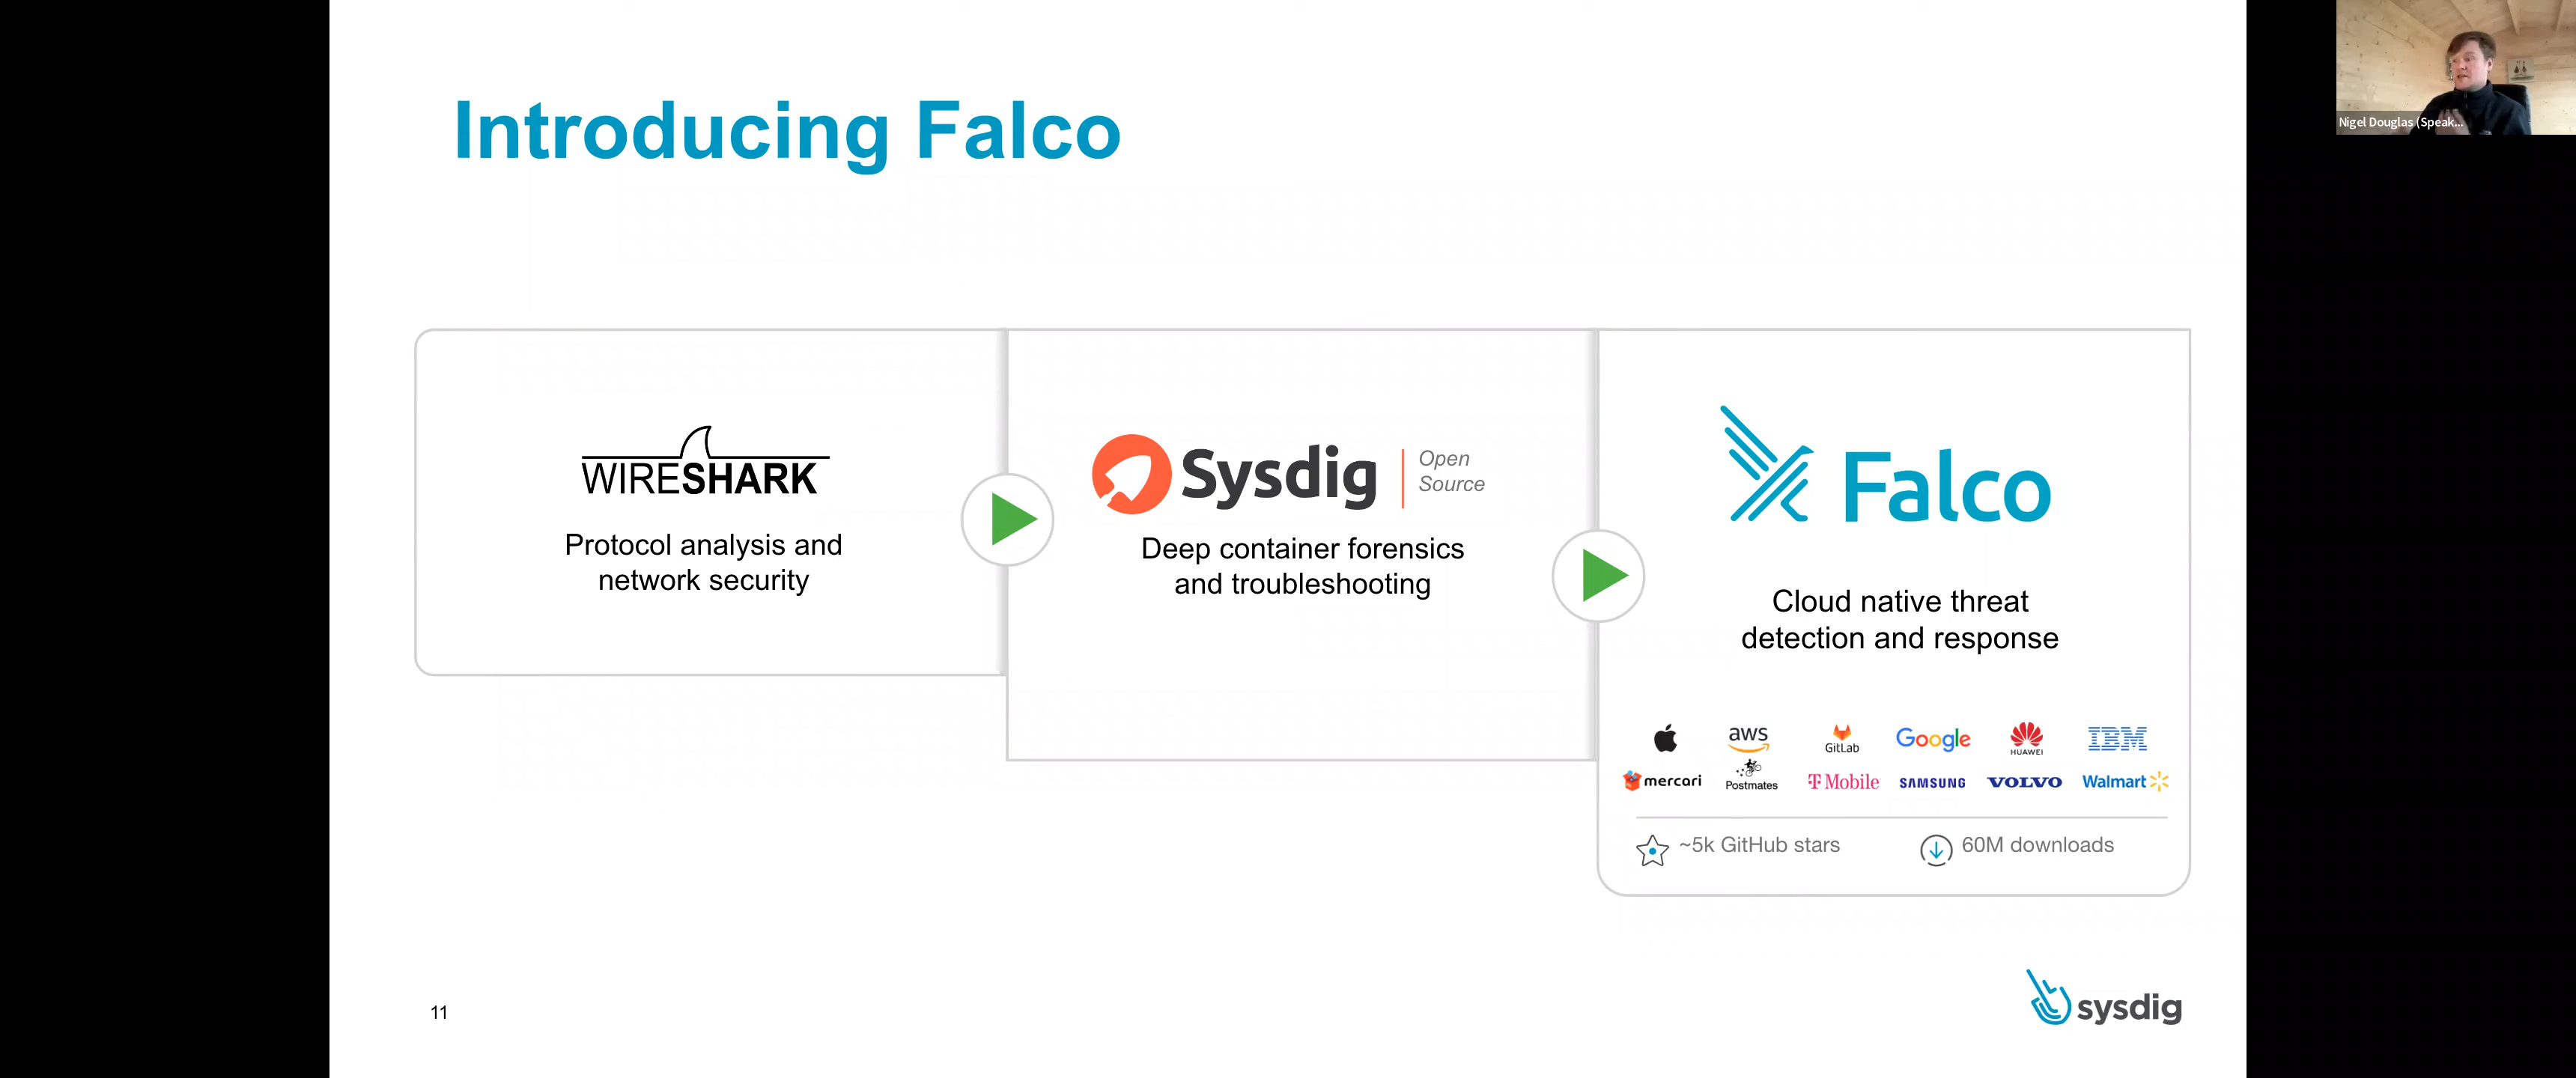 Introducing Falco
Nigel Douglas (Speak...
WIRESHARK
Protocol analysis and
network security
Sysdig
Open
Source
Deep container forensics
and troubleshooting
Falco
Cloud native threat
detection and response
aws
GitLab
Google
HUAWEI
IBM
mercari
Postmates
T Mobile
SAMSUNG
VOLVO
Walmart
~5k GitHub stars
60M downloads
11
sysdig